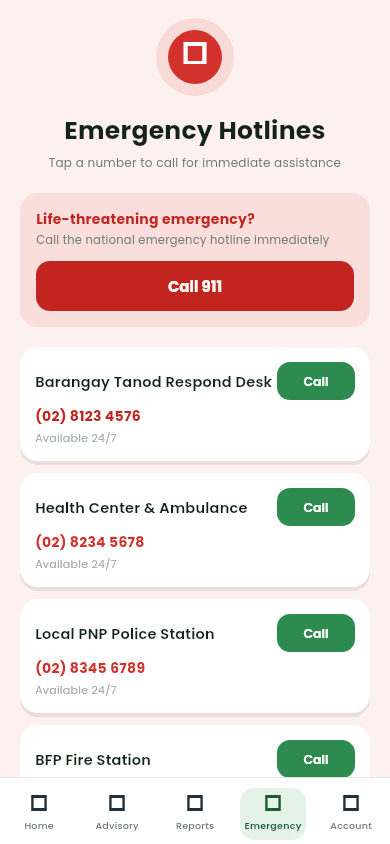 Emergency Hotlines
Tap a number to call for immediate assistance
Life-threatening emergency?
Call the national emergency hotline immediately
Call 911
Barangay Tanod Respond Desk
Call
(02) 8123 4576
Available 24/7
Health Center & Ambulance
Call
(02) 8234 5678
Available 24/7
Local PNP Police Station
Call
(02) 8345 6789
Available 24/7
BFP Fire Station
Call
Home
Advisory
Reports
Emergency
Account